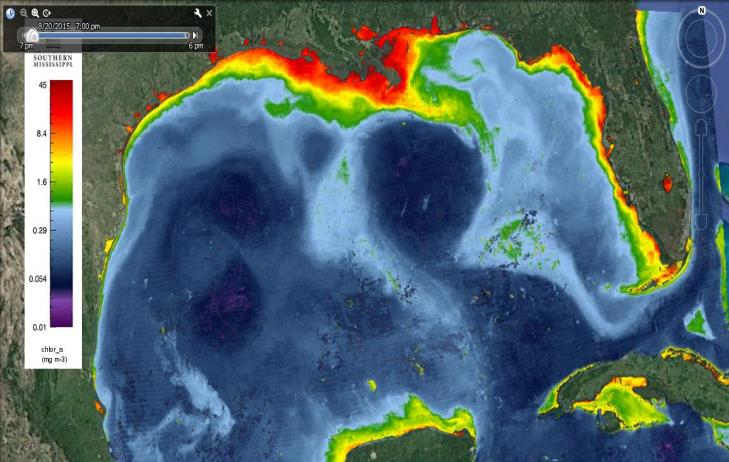 8/20/2015 7:00 pm
7 pm
6 pm
N
SOUTHERN
MISSISSIPPI
45
8.4
1.6
0.29
0.054
0.01
chlor_a
(mg m-3)